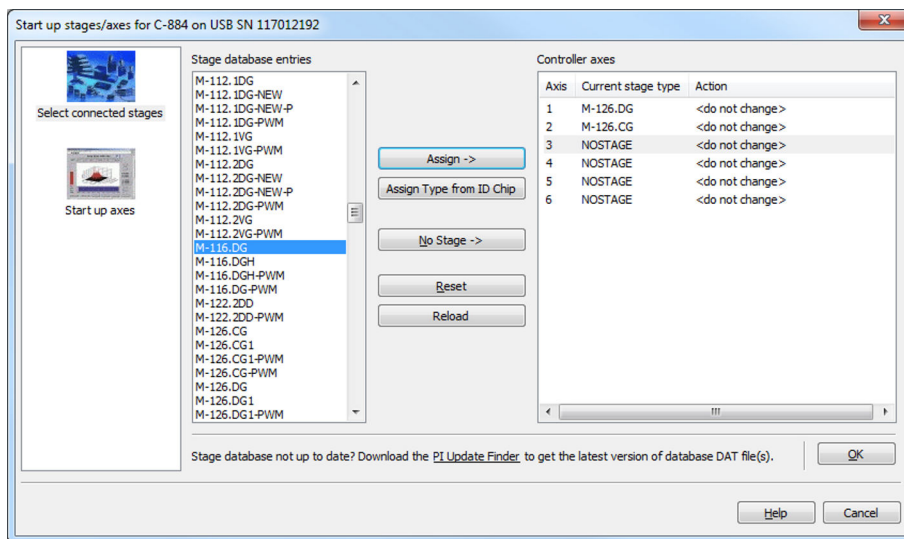 Start up stages/axes for C-884 on USB SN 117012192
Select connected stages
Start up axes
Stage database entries
M-112.1DG
M-112.1DG-NEW
M-112.1DG-NEW-P
M-112.1DG-PWM
M-112.1VG
M-112.1VG-PWM
M-112.2DG
M-112.2DG-NEW
M-112.2DG-NEW-P
M-112.2DG-PWM
M-112.2VG
M-112.2VG-PWM
M-116.DG
M-116.DGH
M-116.DGH-PWM
M-116.DG-PWM
M-122.2DD
M-122.2DD-PWM
M-126.CG
M-126.CG1
M-126.CG1-PWM
M-126.CG-PWM
M-126.DG
M-126.DG1
M-126.DG1-PWM
Assign ->
Assign Type from ID Chip
No Stage ->
Reset
Reload
Controller axes
Axis Current stage type Action
1 M-126.DG <do not change>
2 M-126.CG <do not change>
3 NOSTAGE <do not change>
4 NOSTAGE <do not change>
5 NOSTAGE <do not change>
6 NOSTAGE <do not change>
Stage database not up to date? Download the PI Update Finder to get the latest version of database DAT file(s).
OK
Help
Cancel